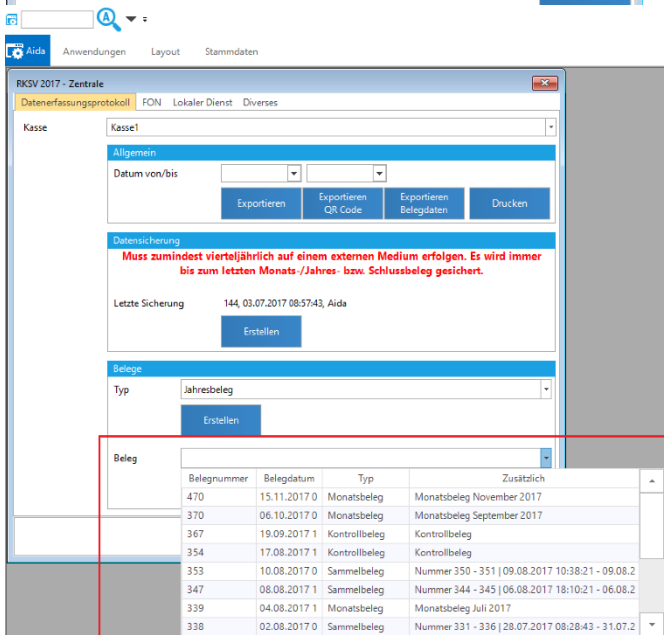 Aida Anwendungen Layout Stammdaten
RKSV 2017 - Zentrale
Datenerfassungsprotokoll FON Lokaler Dienst Diverses
Kasse Kasse1
Allgemein
Datum von/bis
Exportieren Exportieren QR Code Exportieren Belegdaten Drucken
Datensicherung
Muss zumindest vierteljährlich auf einem externen Medium erfolgen. Es wird immer
bis zum letzten Monats-/Jahres- bzw. Schlussbeleg gesichert.
Letzte Sicherung 144, 03.07.2017 08:57:43, Aida
Erstellen
Belege
Typ Jahresbeleg
Erstellen
Beleg
Belegnummer Belegdatum Typ Zusätzlich
470 15.11.2017 0 Monatsbeleg Monatsbeleg November 2017
370 06.10.2017 0 Monatsbeleg Monatsbeleg September 2017
367 19.09.2017 1 Kontrollbeleg Kontrollbeleg
354 17.08.2017 1 Kontrollbeleg Kontrollbeleg
353 10.08.2017 0 Sammelbeleg Nummer 350 - 351 | 09.08.2017 10:38:21 - 09.08.2
347 08.08.2017 1 Sammelbeleg Nummer 344 - 345 | 06.08.2017 18:10:21 - 06.08.2
339 04.08.2017 1 Monatsbeleg Monatsbeleg Juli 2017
338 02.08.2017 0 Sammelbeleg Nummer 331 - 336 | 28.07.2017 08:28:43 - 31.07.2